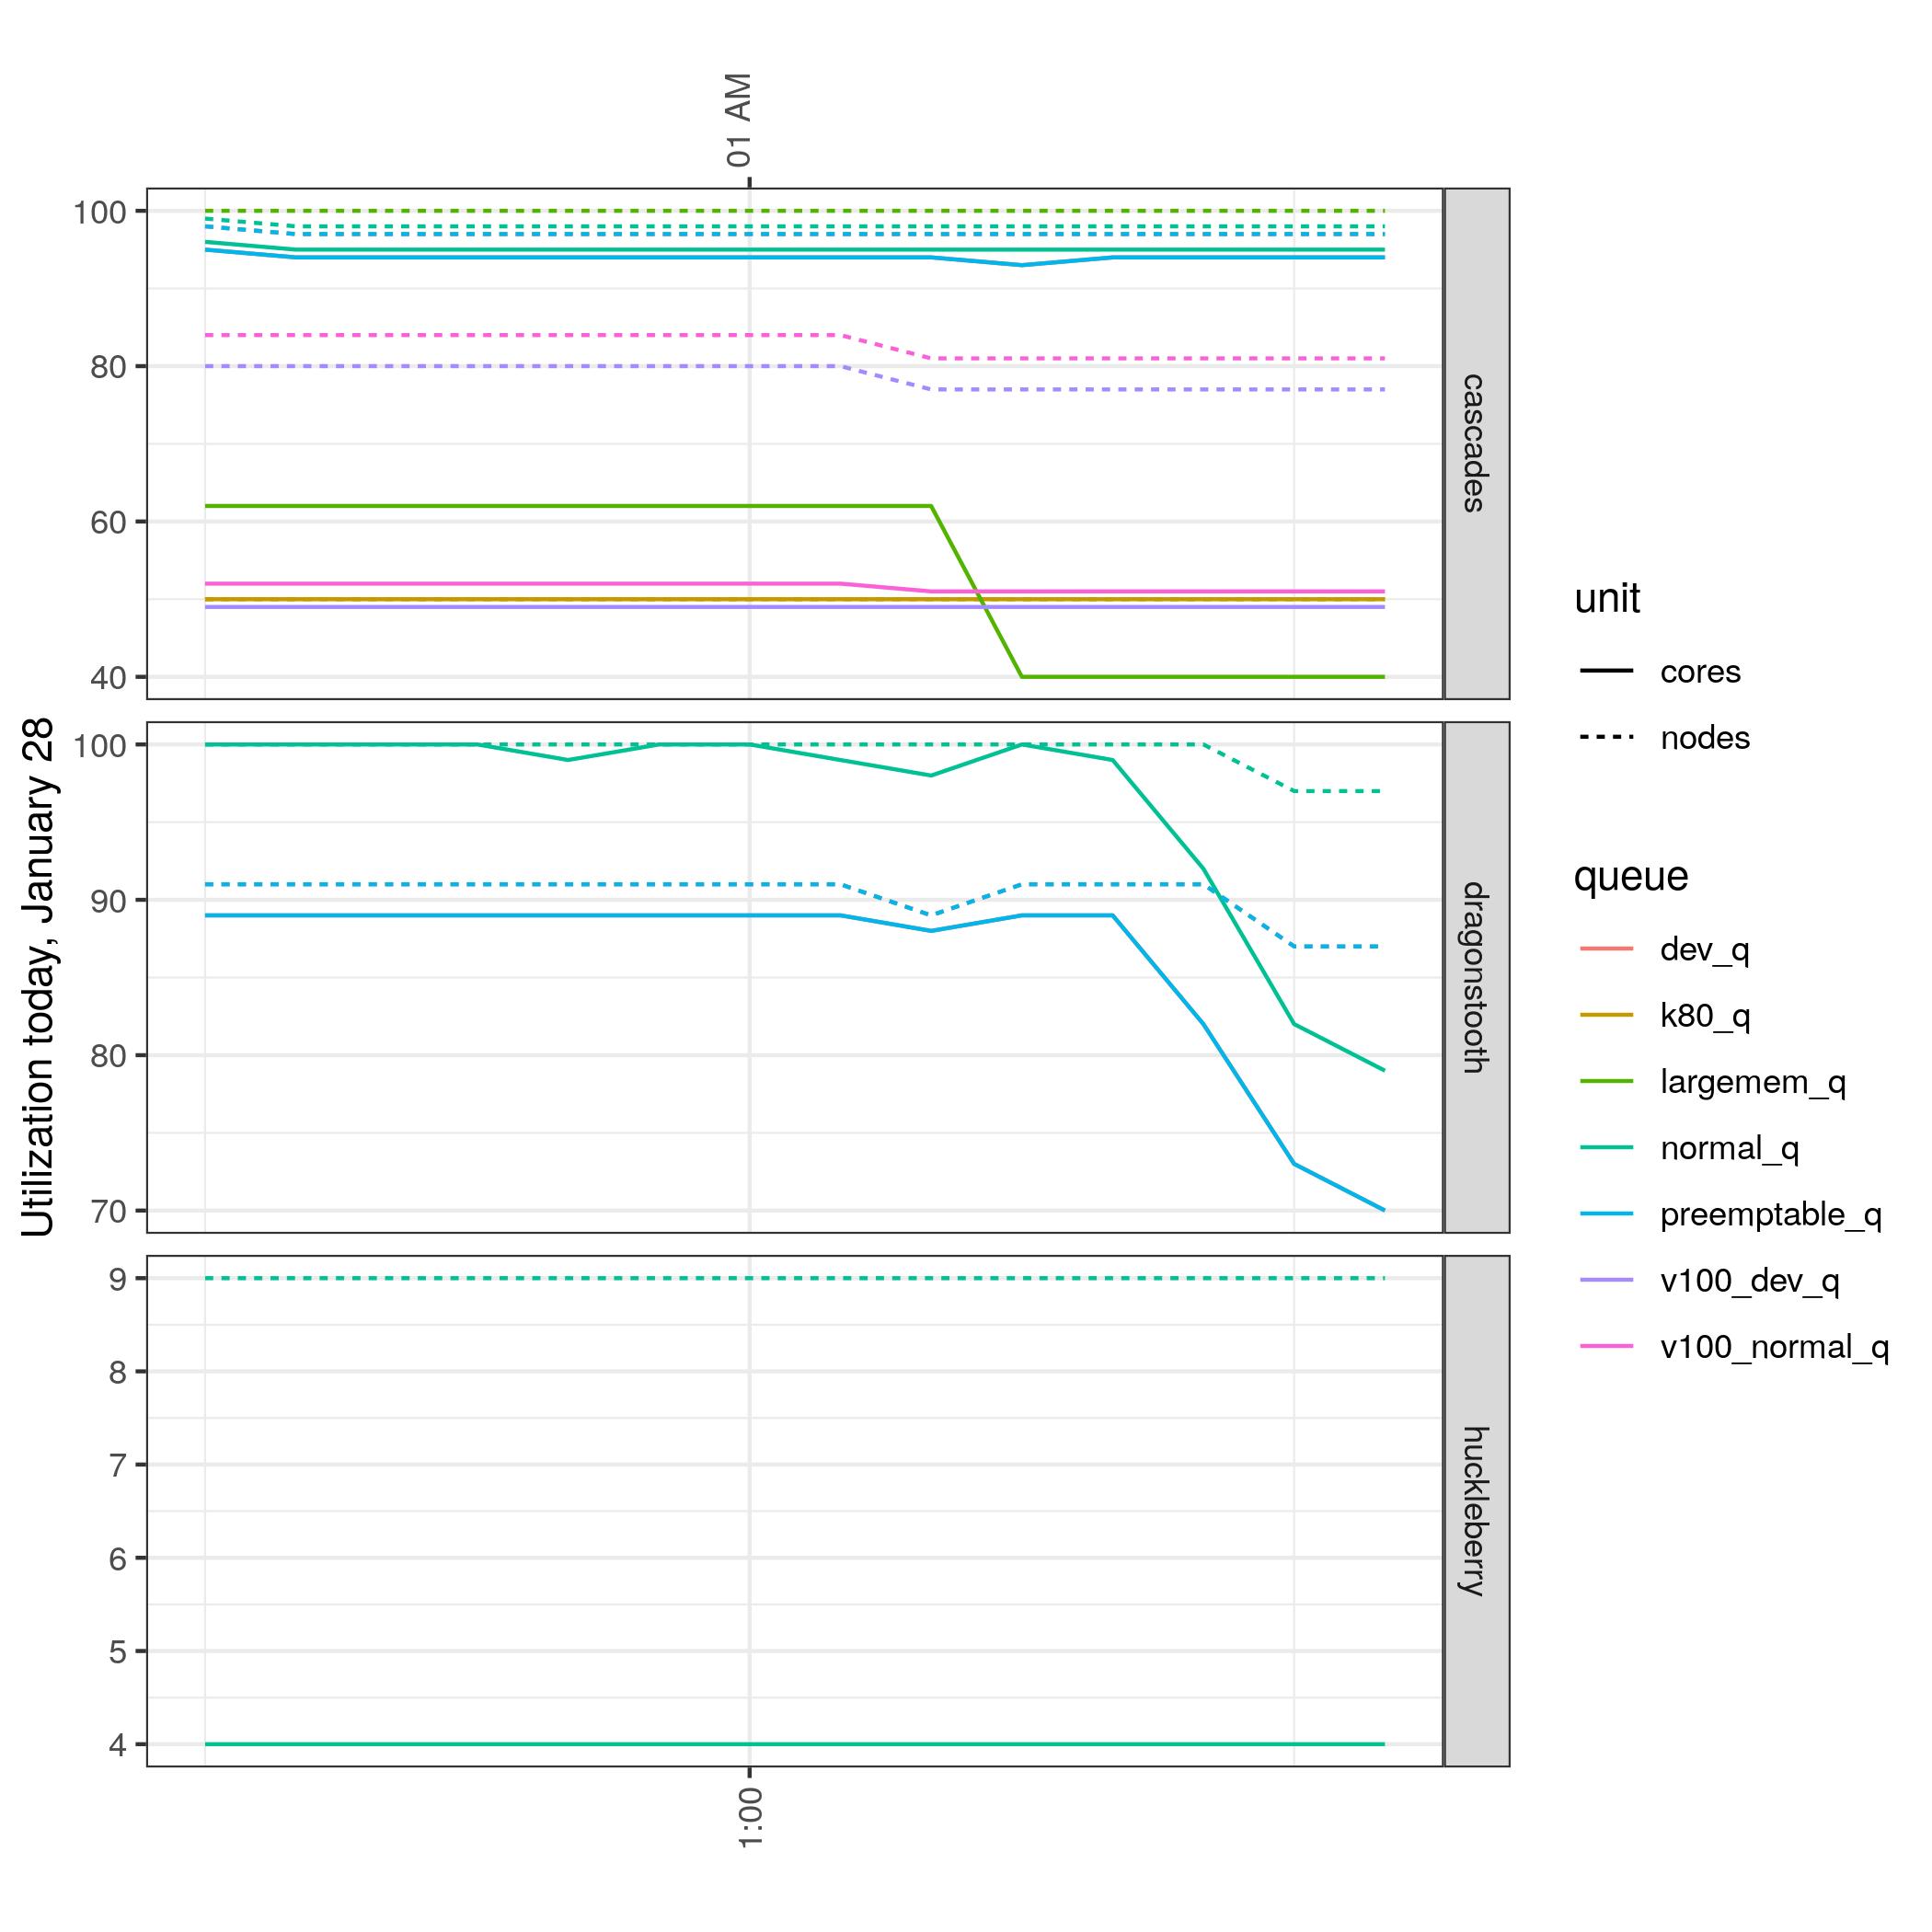 01 AM
Utilization today, January 28
100
80
60
40
cascades
100
90
80
70
dragonstooth
9
8
7
6
5
4
huckleberry
1:00
unit
cores
nodes
queue
dev_q
k80_q
largemem_q
normal_q
preemptable_q
v100_dev_q
v100_normal_q